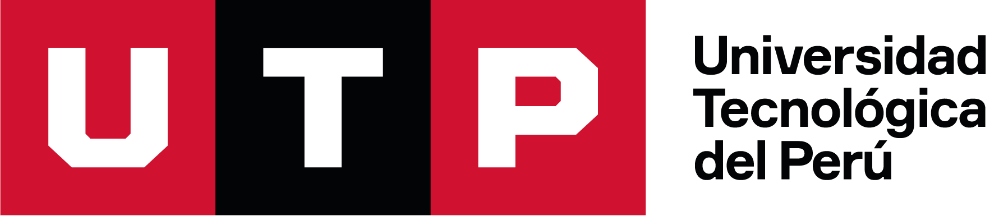 UTP
Universidad
Tecnológica
del Perú